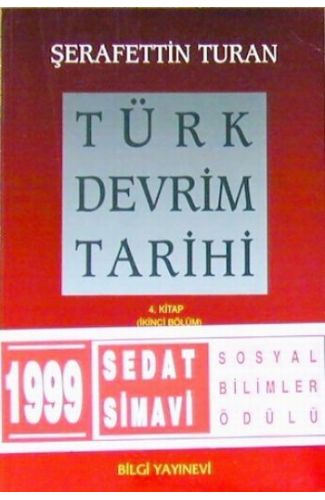 ŞERAFETTİN TURAN
TÜRK
DEVRİM
TARİHİ
4. KİTAP
(İKİNCİ BÖLÜM)
1999
SEDAT
SİMAVİ
SOSYAL
BİLİMLER
ÖDÜLÜ
BİLGİ YAYINEVİ